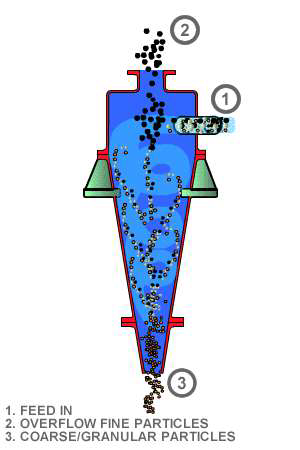 2
1
3
1. FEED IN
2. OVERFLOW FINE PARTICLES
3. COARSE/GRANULAR PARTICLES